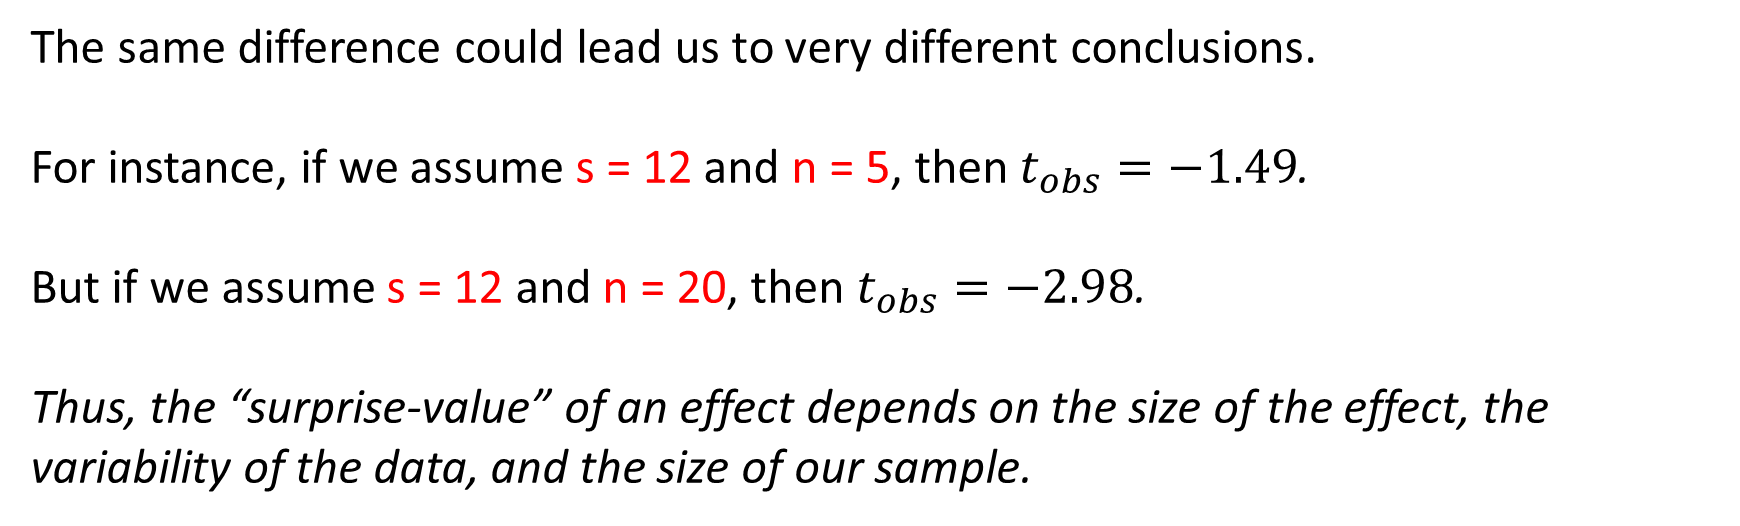 The same difference could lead us to very different conclusions.
For instance, if we assume s = 12 and n = 5, then t_obs = −1.49.
But if we assume s = 12 and n = 20, then t_obs = −2.98.
Thus, the “surprise-value” of an effect depends on the size of the effect, the
variability of the data, and the size of our sample.